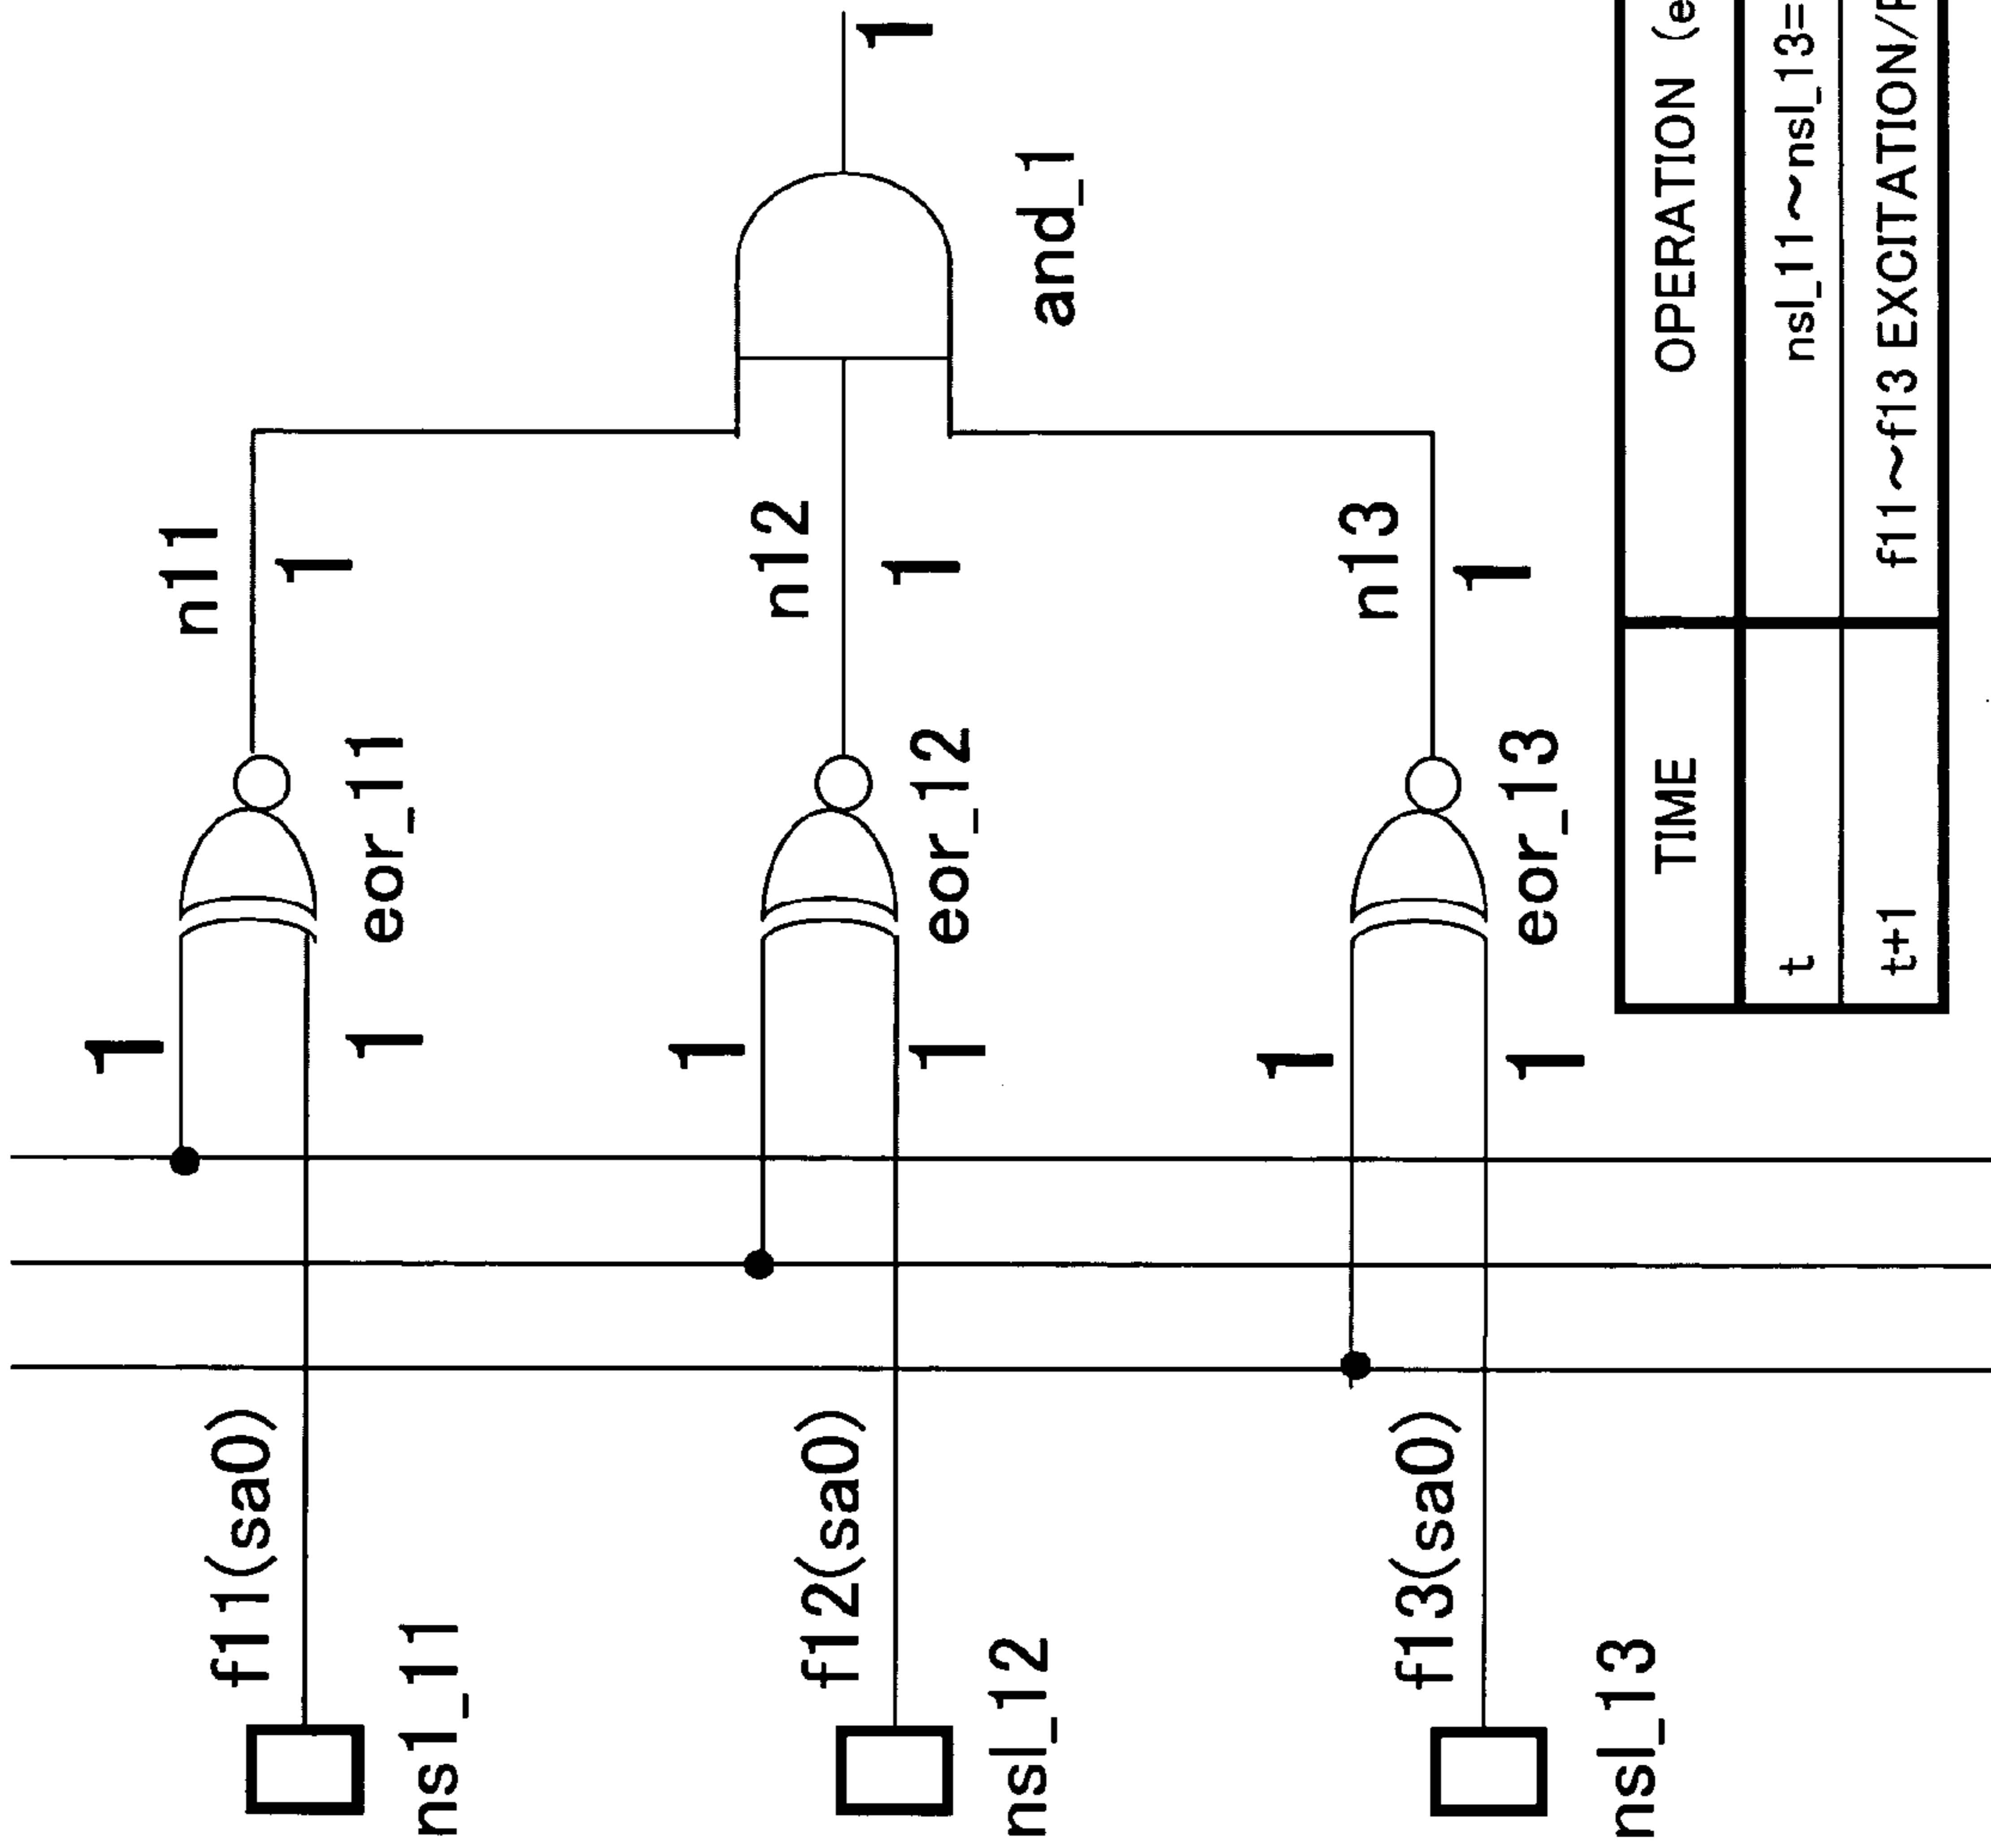 1
n11
f11(sa0)
1
1
eor_11
nsl_11
1
n12
f12(sa0)
1
1
1
eor_12
nsl_12
and_1
1
n13
f13(sa0)
1
1
eor_13
nsl_13
TIME OPERATION (e
t nsl_11~nsl_13=
t+1 f11~f13 EXCITATION/